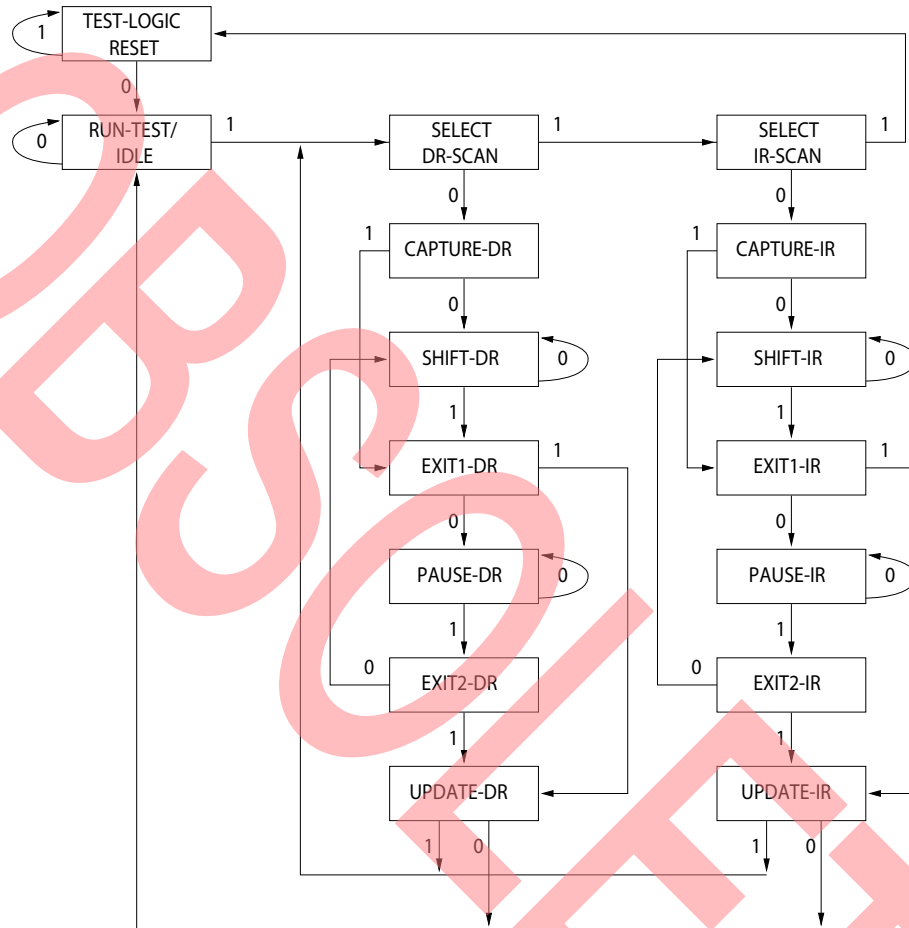 TEST-LOGIC
RESET
1
0
RUN-TEST/
IDLE
0
1
SELECT
DR-SCAN
1
SELECT
IR-SCAN
1
0
0
1
CAPTURE-DR
1
CAPTURE-IR
0
0
SHIFT-DR
0
SHIFT-IR
0
1
1
EXIT1-DR
1
EXIT1-IR
1
0
0
PAUSE-DR
0
PAUSE-IR
0
1
1
0
EXIT2-DR
0
EXIT2-IR
1
1
UPDATE-DR
UPDATE-IR
1
0
1
0
OBSOLET